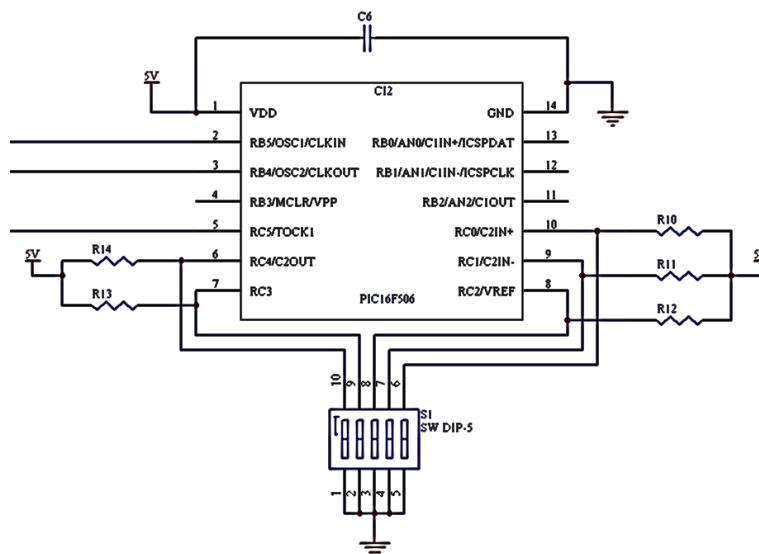 C6
5V
CI2
1 VDD GND 14
2 RB5/OSC1/CLKIN RB0/AN0/C1IN+/ICSPDAT 13
3 RB4/OSC2/CLKOUT RB1/AN1/C1IN-/ICSPCLK 12
4 RB3/MCLR/VPP RB2/AN2/C1OUT 11
5 RC5/TOCK1 RC0/C2IN+ 10 R10
5V R14 6 RC4/C2OUT RC1/C2IN- 9 R11 5
R13 7 RC3 RC2/VREF 8 R12
PIC16F506
10 9 8 7 6
S1
SW DIP-5
1 2 3 4 5